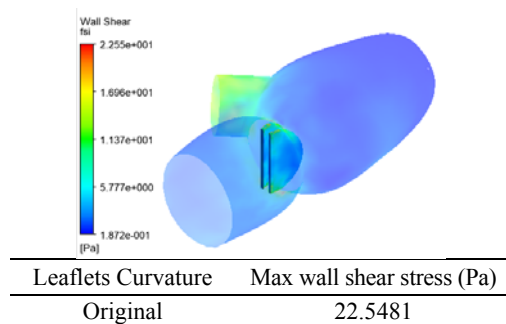 Wall Shear
fsi
2.255e+001
1.696e+001
1.137e+001
5.777e+000
1.872e-001
[Pa]
Leaflets Curvature Max wall shear stress (Pa)
Original 22.5481